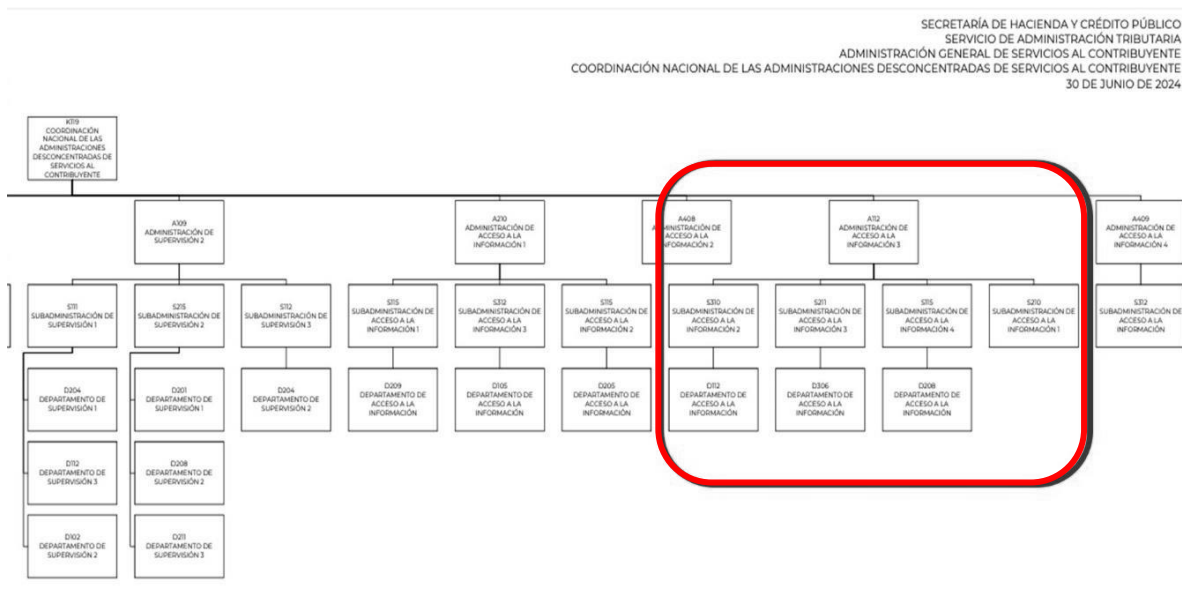 SECRETARÍA DE HACIENDA Y CRÉDITO PÚBLICO
SERVICIO DE ADMINISTRACIÓN TRIBUTARIA
ADMINISTRACIÓN GENERAL DE SERVICIOS AL CONTRIBUYENTE
COORDINACIÓN NACIONAL DE LAS ADMINISTRACIONES DESCONCENTRADAS DE SERVICIOS AL CONTRIBUYENTE
30 DE JUNIO DE 2024
K119
COORDINACIÓN
NACIONAL DE LAS
ADMINISTRACIONES
DESCONCENTRADAS DE
SERVICIOS AL
CONTRIBUYENTE
A109
ADMINISTRACIÓN DE
SUPERVISIÓN 2
A210
ADMINISTRACIÓN DE
ACCESO A LA
INFORMACIÓN 1
A408
ADMINISTRACIÓN DE
ACCESO A LA
INFORMACIÓN 2
A112
ADMINISTRACIÓN DE
ACCESO A LA
INFORMACIÓN 3
A409
ADMINISTRACIÓN DE
ACCESO A LA
INFORMACIÓN 4
S111
SUBADMINISTRACIÓN DE
SUPERVISIÓN 1
S215
SUBADMINISTRACIÓN DE
SUPERVISIÓN 2
S112
SUBADMINISTRACIÓN DE
SUPERVISIÓN 3
S115
SUBADMINISTRACIÓN DE
ACCESO A LA
INFORMACIÓN 1
S312
SUBADMINISTRACIÓN DE
ACCESO A LA
INFORMACIÓN 3
S115
SUBADMINISTRACIÓN DE
ACCESO A LA
INFORMACIÓN 2
S310
SUBADMINISTRACIÓN DE
ACCESO A LA
INFORMACIÓN 2
S211
SUBADMINISTRACIÓN DE
ACCESO A LA
INFORMACIÓN 3
S115
SUBADMINISTRACIÓN DE
ACCESO A LA
INFORMACIÓN 4
S210
SUBADMINISTRACIÓN DE
ACCESO A LA
INFORMACIÓN 1
S312
SUBADMINISTRACIÓN DE
ACCESO A LA
INFORMACIÓN
D204
DEPARTAMENTO DE
SUPERVISIÓN 1
D201
DEPARTAMENTO DE
SUPERVISIÓN 1
D204
DEPARTAMENTO DE
SUPERVISIÓN 2
D209
DEPARTAMENTO DE
ACCESO A LA
INFORMACIÓN
D105
DEPARTAMENTO DE
ACCESO A LA
INFORMACIÓN
D205
DEPARTAMENTO DE
ACCESO A LA
INFORMACIÓN
D112
DEPARTAMENTO DE
ACCESO A LA
INFORMACIÓN
D306
DEPARTAMENTO DE
ACCESO A LA
INFORMACIÓN
D208
DEPARTAMENTO DE
ACCESO A LA
INFORMACIÓN
D112
DEPARTAMENTO DE
SUPERVISIÓN 3
D208
DEPARTAMENTO DE
SUPERVISIÓN 2
D102
DEPARTAMENTO DE
SUPERVISIÓN 2
D211
DEPARTAMENTO DE
SUPERVISIÓN 3